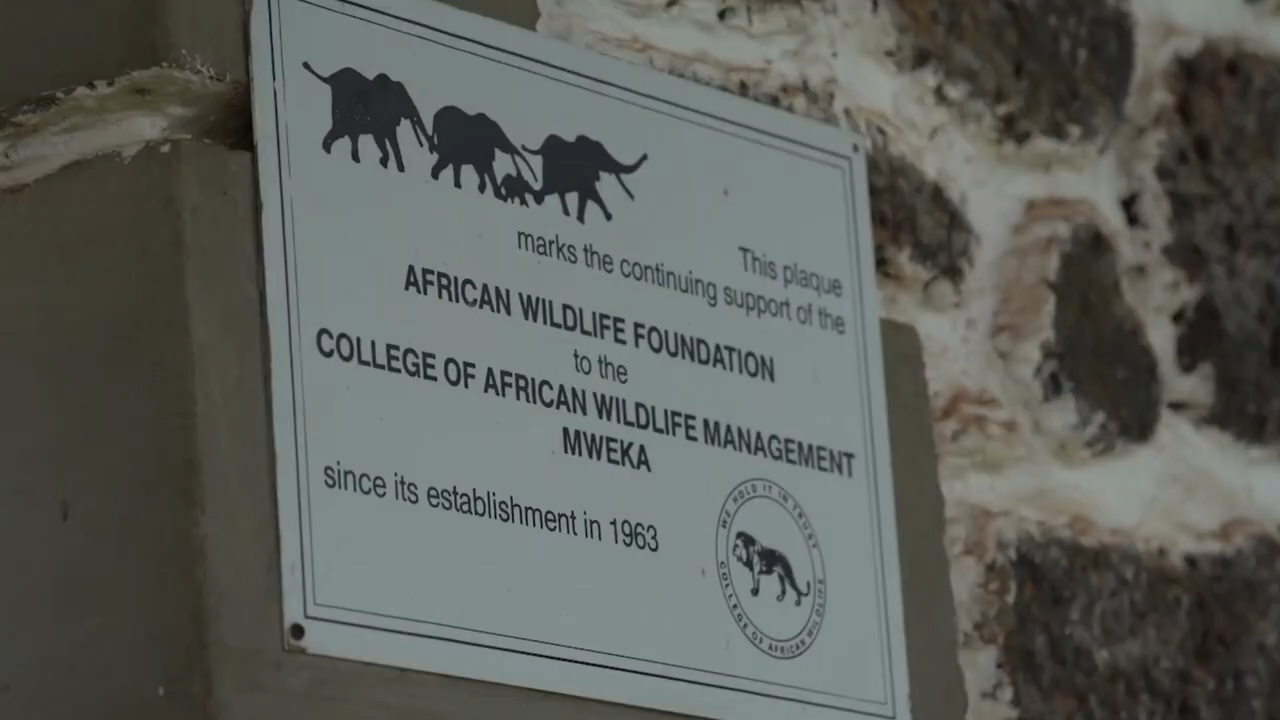 This plaque
marks the continuing support of the
AFRICAN WILDLIFE FOUNDATION
to the
COLLEGE OF AFRICAN WILDLIFE MANAGEMENT
MWEKA
since its establishment in 1963
WE HOLD IT IN TRUST
COLLEGE OF AFRICAN WILDLIFE